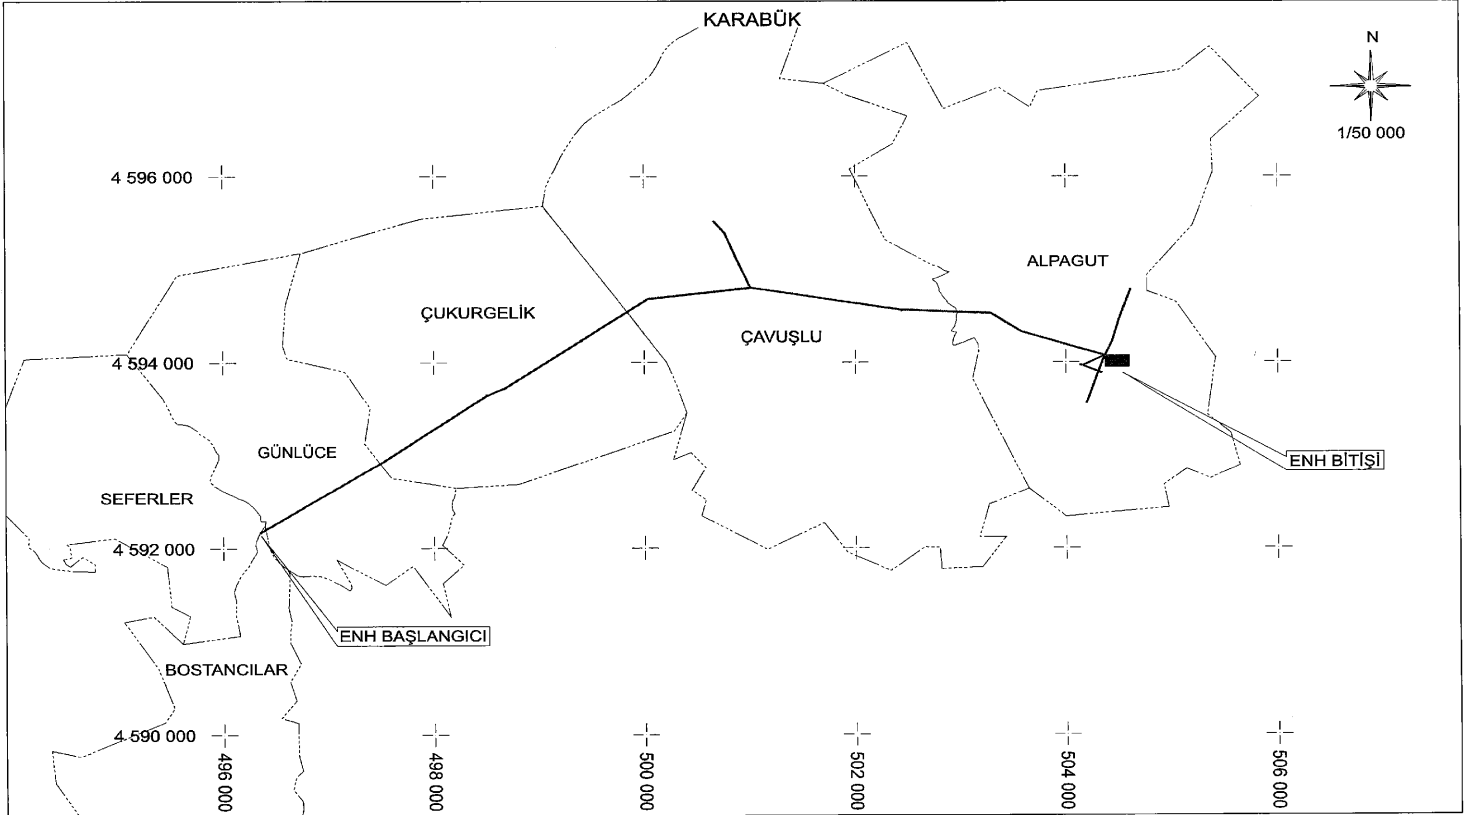 KARABÜK
N
1/50 000
4 596 000
ALPAGUT
ÇUKURGELİK
ÇAVUŞLU
4 594 000
GÜNLÜCE
ENH BİTİŞİ
SEFERLER
4 592 000
ENH BAŞLANGICI
BOSTANCILAR
4 590 000
496 000
498 000
500 000
502 000
504 000
506 000